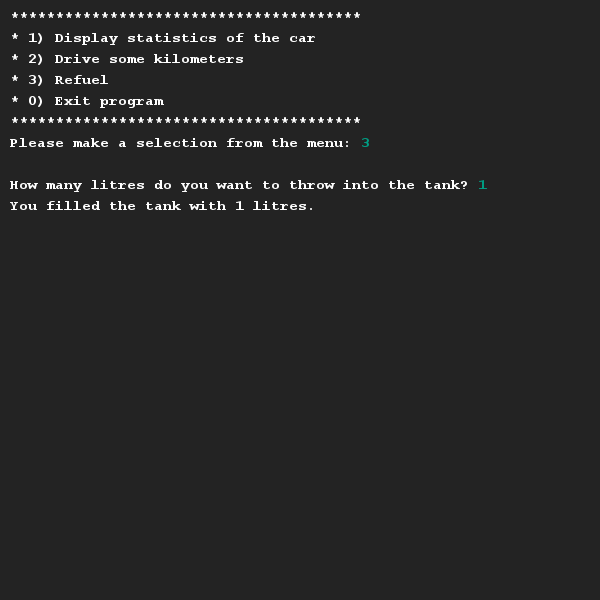 ***************************************
* 1) Display statistics of the car
* 2) Drive some kilometers
* 3) Refuel
* 0) Exit program
***************************************
Please make a selection from the menu: 3
How many litres do you want to throw into the tank? 1
You filled the tank with 1 litres.